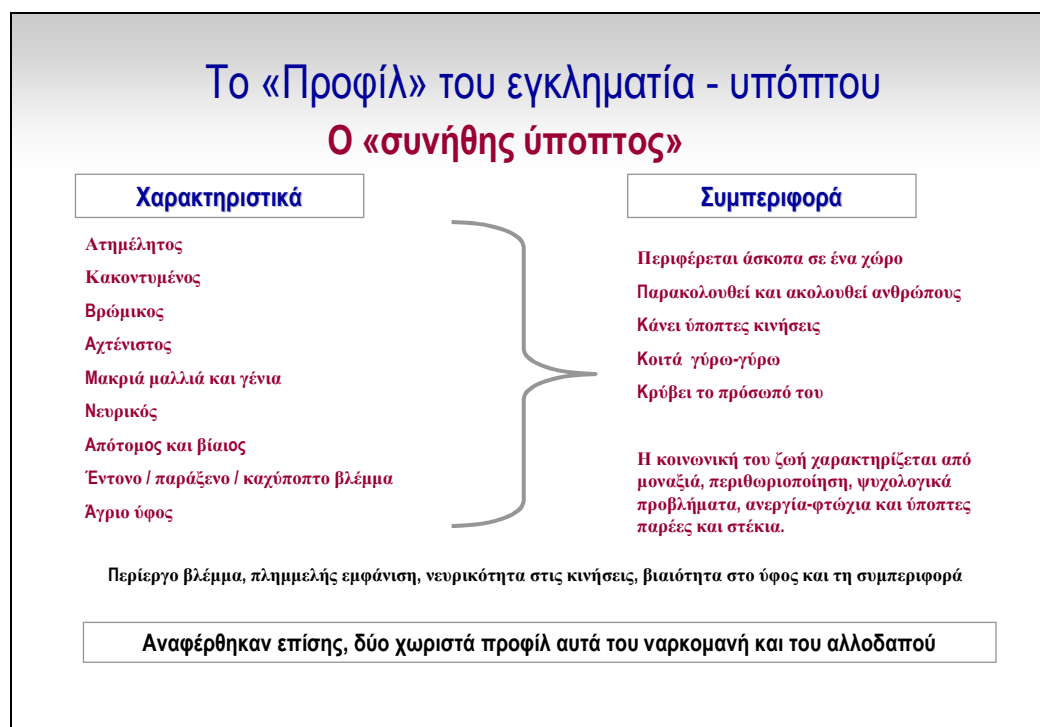 Το «Προφίλ» του εγκληματία - υπόπτου
Ο «συνήθης ύποπτος»
Χαρακτηριστικά
Ατημέλητος
Κακοντυμένος
Βρώμικος
Αχτένιστος
Μακριά μαλλιά και γένια
Νευρικός
Απότομος και βίαιος
Έντονο / παράξενο / καχύποπτο βλέμμα
Άγριο ύφος
Συμπεριφορά
Περιφέρεται άσκοπα σε ένα χώρο
Παρακολουθεί και ακολουθεί ανθρώπους
Κάνει ύποπτες κινήσεις
Κοιτά γύρω-γύρω
Κρύβει το πρόσωπό του
Η κοινωνική του ζωή χαρακτηρίζεται από
μοναξιά, περιθωριοποίηση, ψυχολογικά
προβλήματα, ανεργία-φτώχια και ύποπτες
παρέες και στέκια.
Περίεργο βλέμμα, πλημμελής εμφάνιση, νευρικότητα στις κινήσεις, βιαιότητα στο ύφος και τη συμπεριφορά
Αναφέρθηκαν επίσης, δύο χωριστά προφίλ αυτά του ναρκομανή και του αλλοδαπού